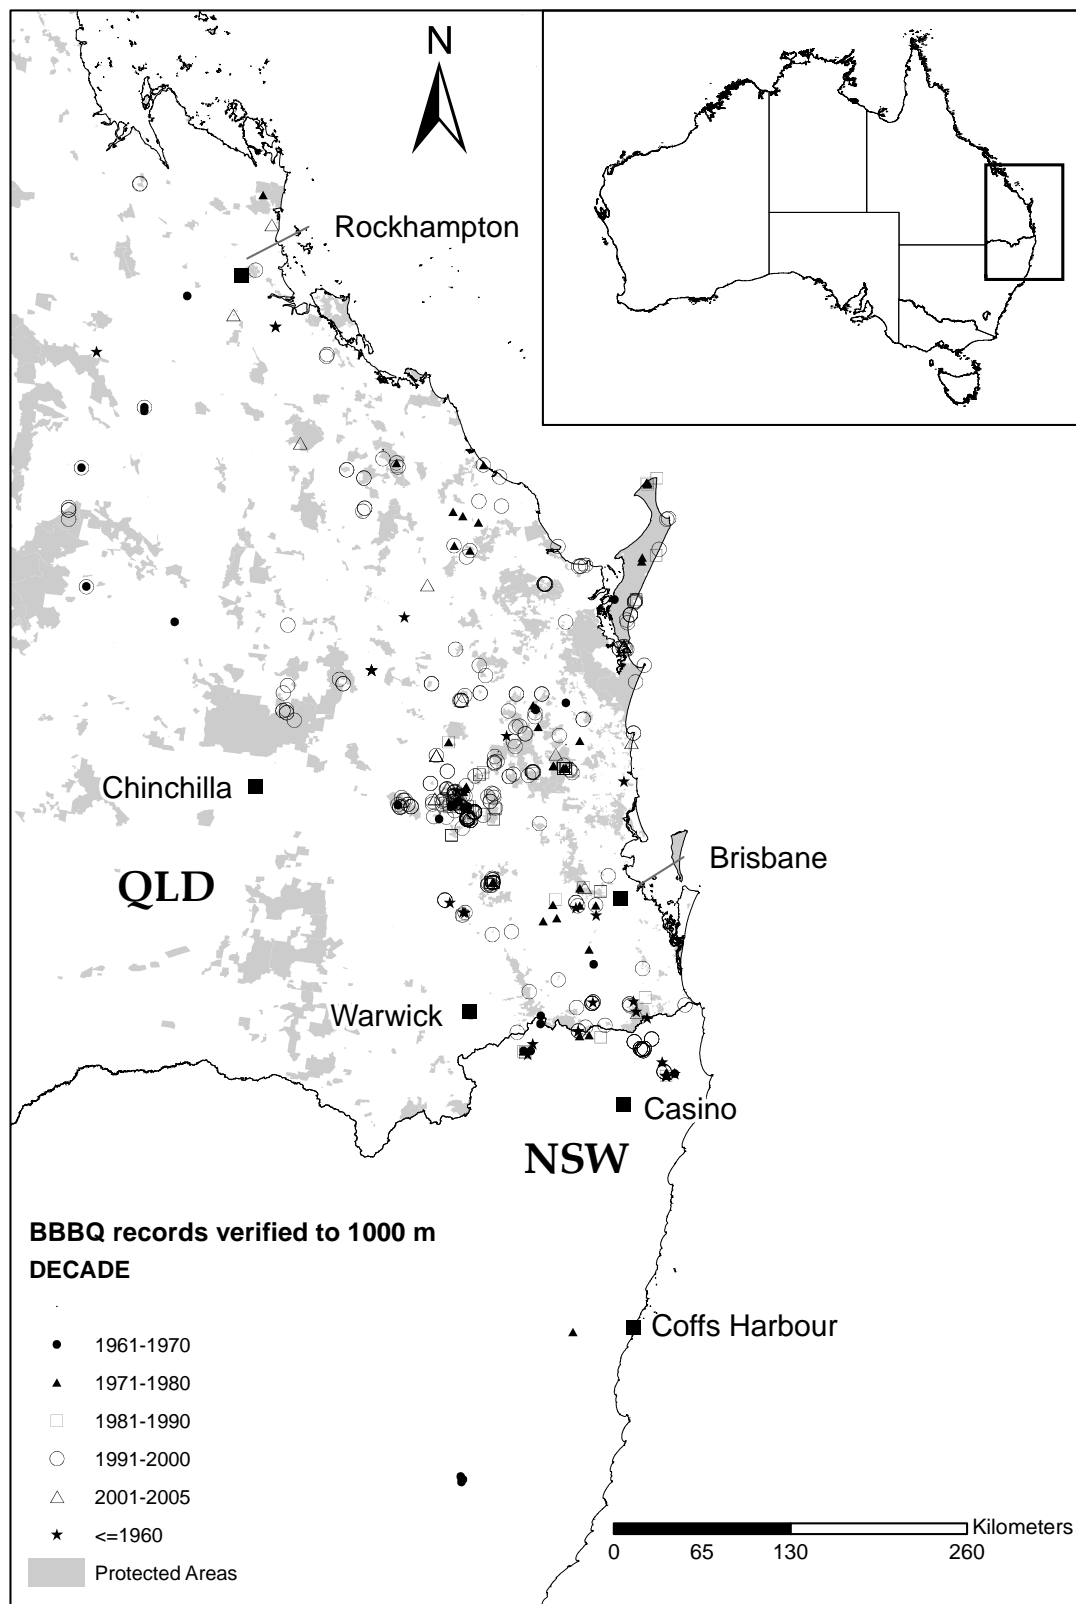 N
Rockhampton
Chinchilla
QLD
Brisbane
Warwick
Casino
NSW
Coffs Harbour
BBBQ records verified to 1000 m
DECADE
1961-1970
1971-1980
1981-1990
1991-2000
2001-2005
<=1960
Protected Areas
Kilometers
0 65 130 260